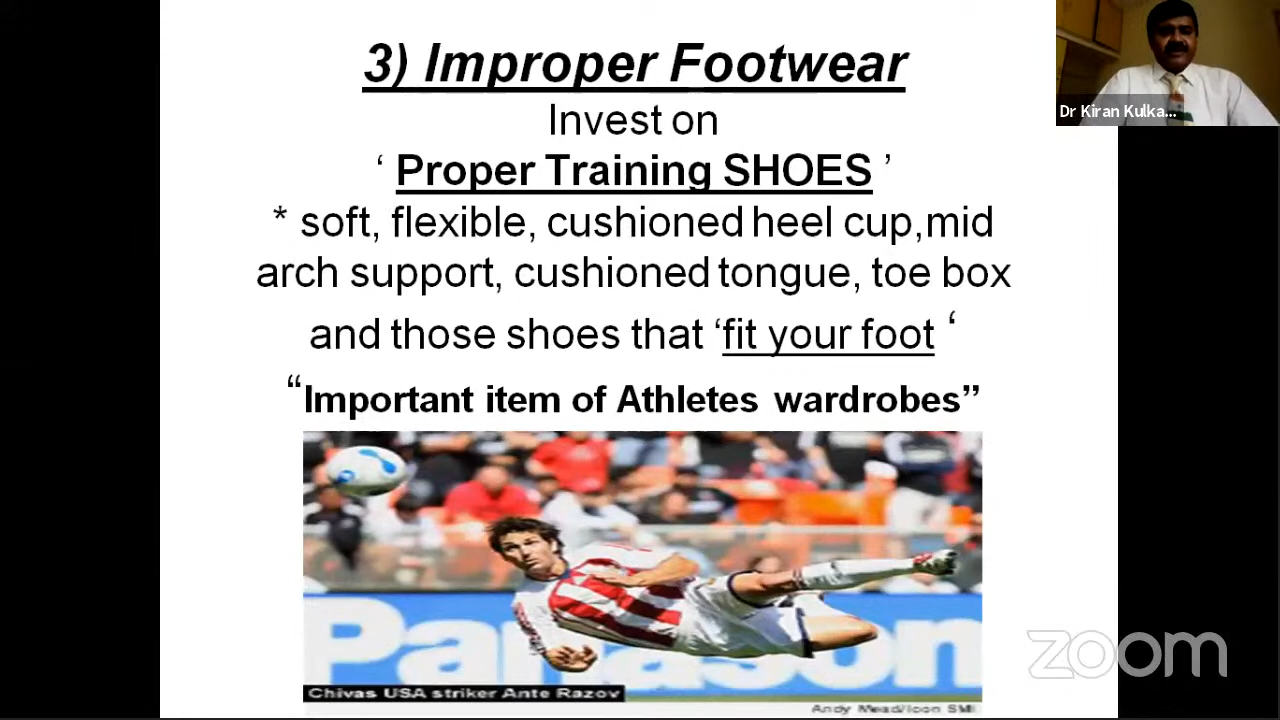 3) Improper Footwear
Invest on
‘ Proper Training SHOES ’
* soft, flexible, cushioned heel cup,mid
arch support, cushioned tongue, toe box
and those shoes that ‘fit your foot ‘
“Important item of Athletes wardrobes”
Dr Kiran Kulka...
Panasonic
Chivas USA striker Ante Razov
Andy Mead/Icon SMI
zoom